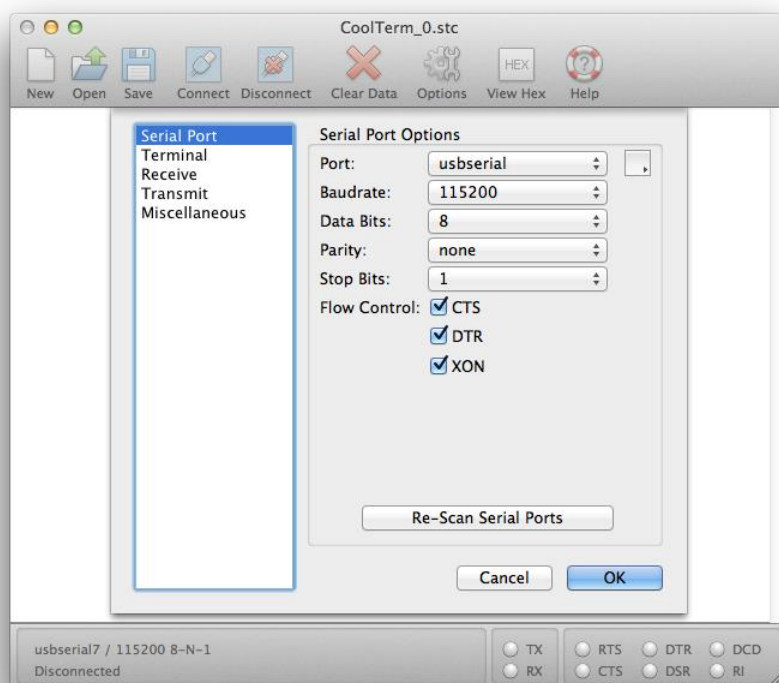 CoolTerm_0.stc
New Open Save Connect Disconnect Clear Data Options View Hex Help
HEX
Serial Port
Terminal
Receive
Transmit
Miscellaneous
Serial Port Options
Port: usbserial
Baudrate: 115200
Data Bits: 8
Parity: none
Stop Bits: 1
Flow Control: CTS
DTR
XON
Re-Scan Serial Ports
Cancel OK
usbserial7 / 115200 8-N-1
Disconnected
TX RTS DTR DCD
RX CTS DSR RI